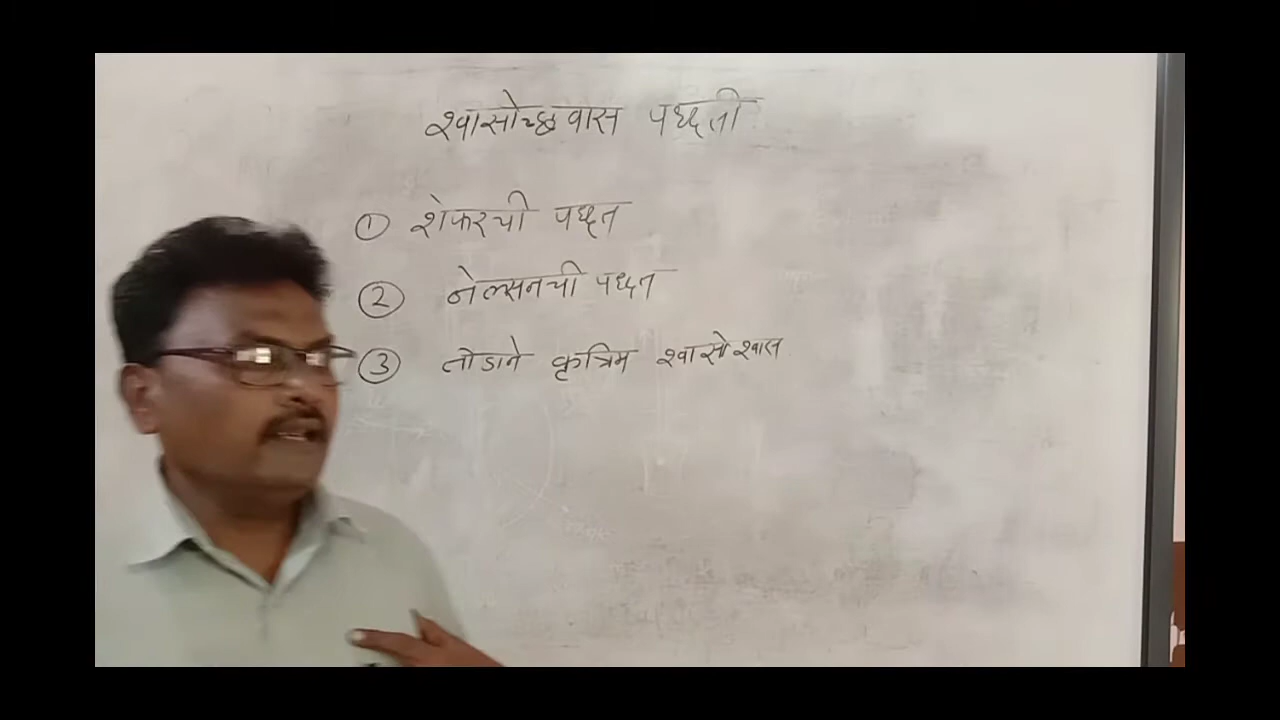 श्वासोच्छ्वास पध्दती
① शेफरची पध्दत
② नेल्सनची पध्दत
③ तोडाने कृत्रिम श्वासोश्वास